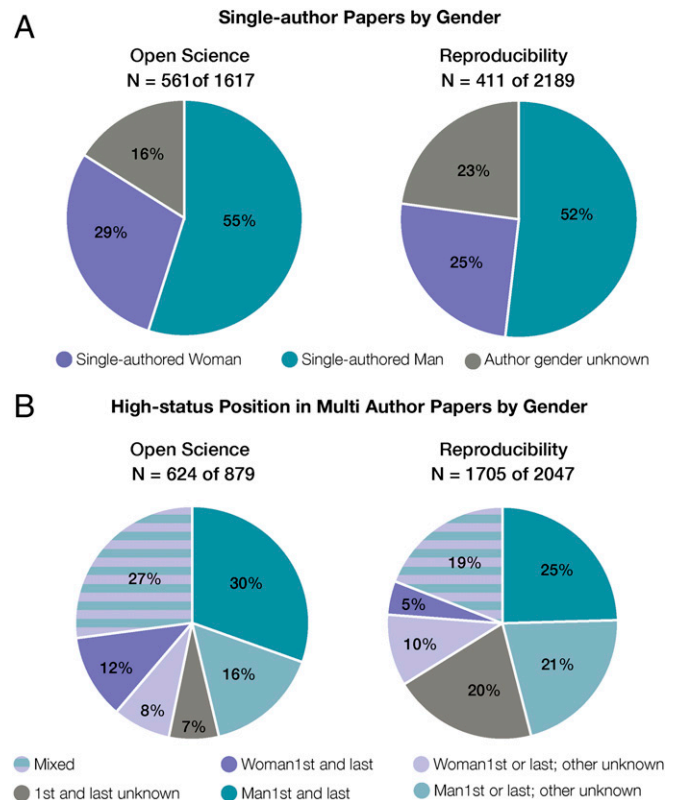 A
Single-author Papers by Gender
Open Science
N = 561of 1617
Reproducibility
N = 411 of 2189
16%
29%
55%
23%
25%
52%
Single-authored Woman
Single-authored Man
Author gender unknown
B
High-status Position in Multi Author Papers by Gender
Open Science
N = 624 of 879
Reproducibility
N = 1705 of 2047
27%
30%
12%
16%
8%
7%
19%
25%
5%
10%
21%
20%
Mixed
Woman1st and last
Woman1st or last; other unknown
1st and last unknown
Man1st and last
Man1st or last; other unknown